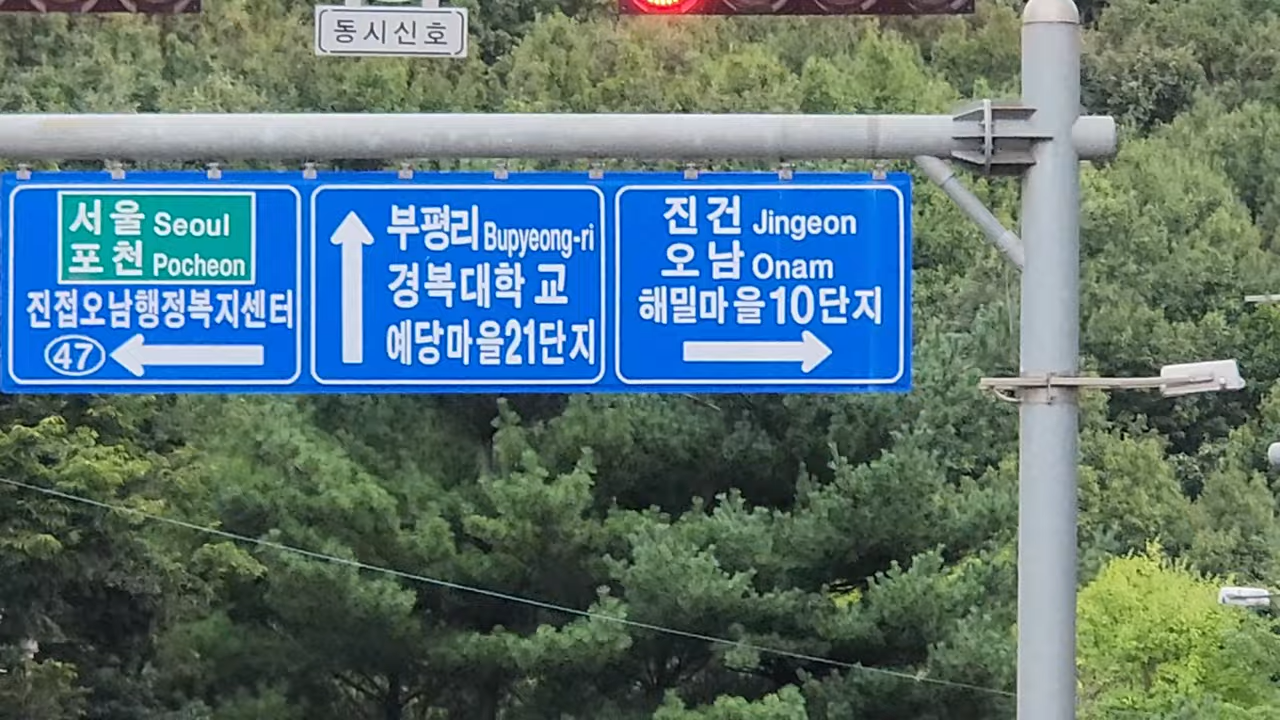 동시신호
서울 Seoul
포천 Pocheon
진접오남행정복지센터
47
부평리 Bupyeong-ri
경복대학교
예당마을21단지
진건 Jingeon
오남 Onam
해밀마을10단지